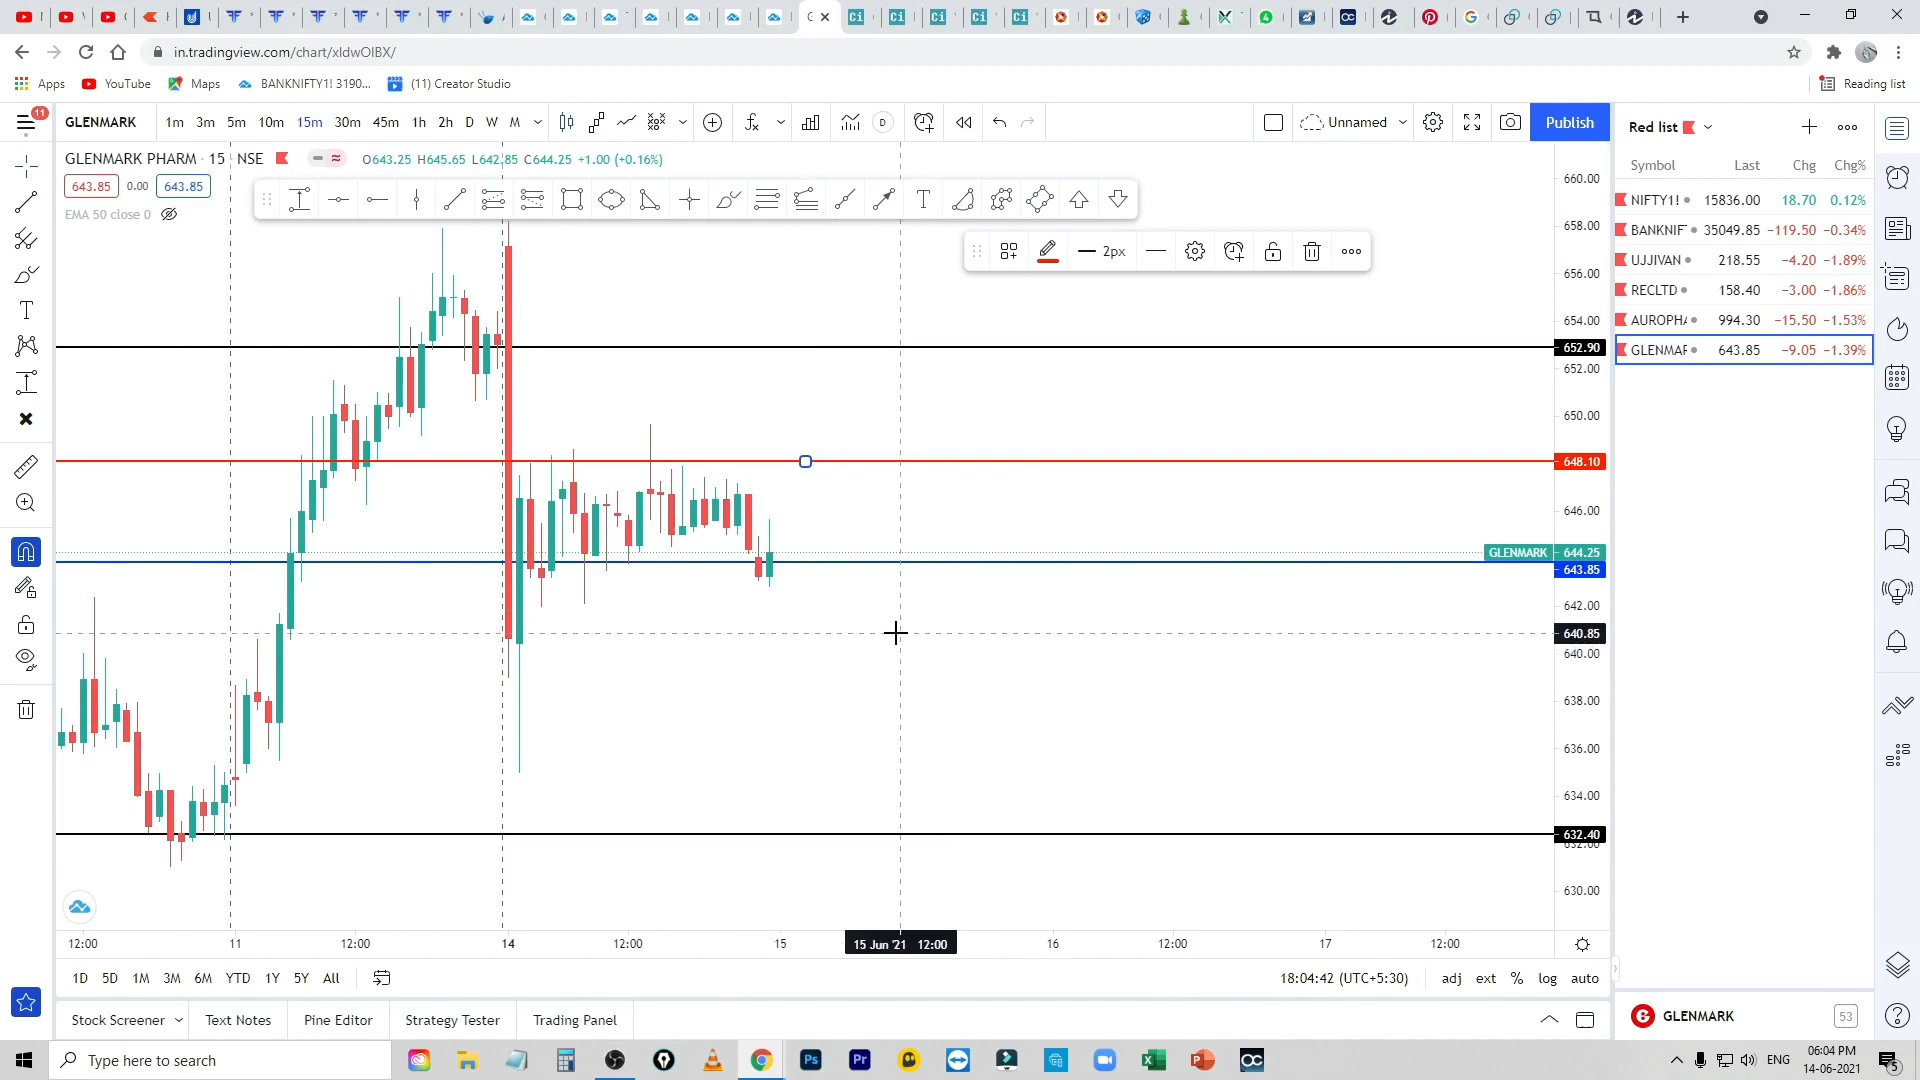 in.tradingview.com/chart/xldwOIBX/
Apps YouTube Maps BANKNIFTY1! 3190... (11) Creator Studio Reading list
11
GLENMARK 1m 3m 5m 10m 15m 30m 45m 1h 2h D W M D Unnamed Publish
GLENMARK PHARM · 15 NSE O643.25 H645.65 L642.85 C644.25 +1.00 (+0.16%)
643.85 0.00 643.85
EMA 50 close 0
2px
660.00
658.00
656.00
654.00
652.90
652.00
650.00
648.10
646.00
GLENMARK 644.25
643.85
642.00
640.85
640.00
638.00
636.00
634.00
632.40
630.00
12:00 11 12:00 14 12:00 15 15 Jun '21 12:00 16 12:00 17 12:00
1D 5D 1M 3M 6M YTD 1Y 5Y All 18:04:42 (UTC+5:30) adj ext % log auto
Stock Screener Text Notes Pine Editor Strategy Tester Trading Panel
Red list
Symbol Last Chg Chg%
NIFTY1! 15836.00 18.70 0.12%
BANKNIF 35049.85 −119.50 −0.34%
UJJIVAN 218.55 −4.20 −1.89%
RECLTD 158.40 −3.00 −1.86%
AUROPHA 994.30 −15.50 −1.53%
GLENMAR 643.85 −9.05 −1.39%
GLENMARK 53
Type here to search
ENG 06:04 PM
14-06-2021
5